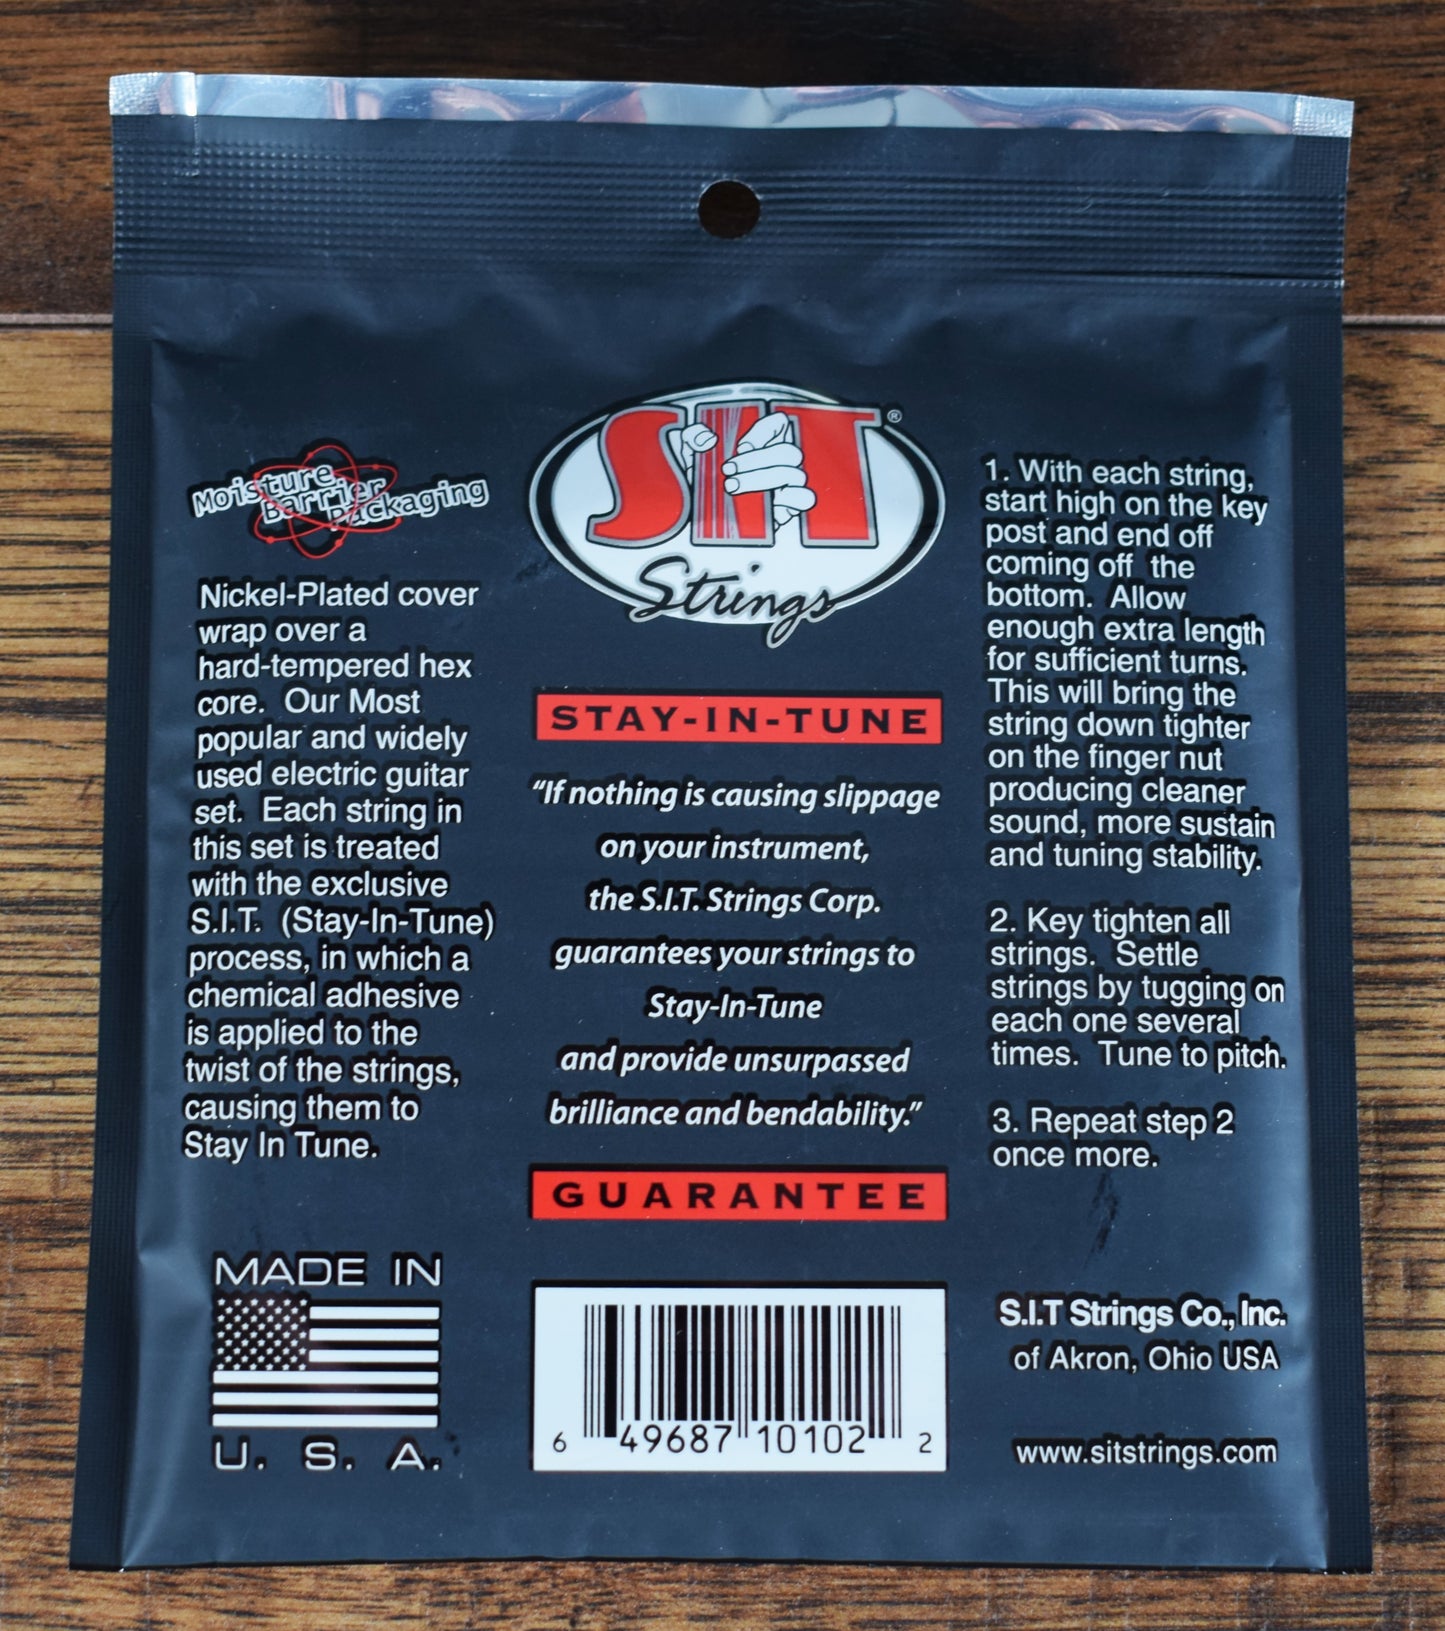 Moisture
Barrier
Packaging
Nickel-Plated cover
wrap over a
hard-tempered hex
core. Our Most
popular and widely
used electric guitar
set. Each string in
this set is treated
with the exclusive
S.I.T. (Stay-In-Tune)
process, in which a
chemical adhesive
is applied to the
twist of the strings,
causing them to
Stay In Tune.
MADE IN
U. S. A.
SIT®
Strings
STAY-IN-TUNE
“If nothing is causing slippage
on your instrument,
the S.I.T. Strings Corp.
guarantees your strings to
Stay-In-Tune
and provide unsurpassed
brilliance and bendability.”
GUARANTEE
6 49687 10102 2
1. With each string,
start high on the key
post and end off
coming off the
bottom. Allow
enough extra length
for sufficient turns.
This will bring the
string down tighter
on the finger nut
producing cleaner
sound, more sustain
and tuning stability.
2. Key tighten all
strings. Settle
strings by tugging on
each one several
times. Tune to pitch.
3. Repeat step 2
once more.
S.I.T Strings Co., Inc.
of Akron, Ohio USA
www.sitstrings.com